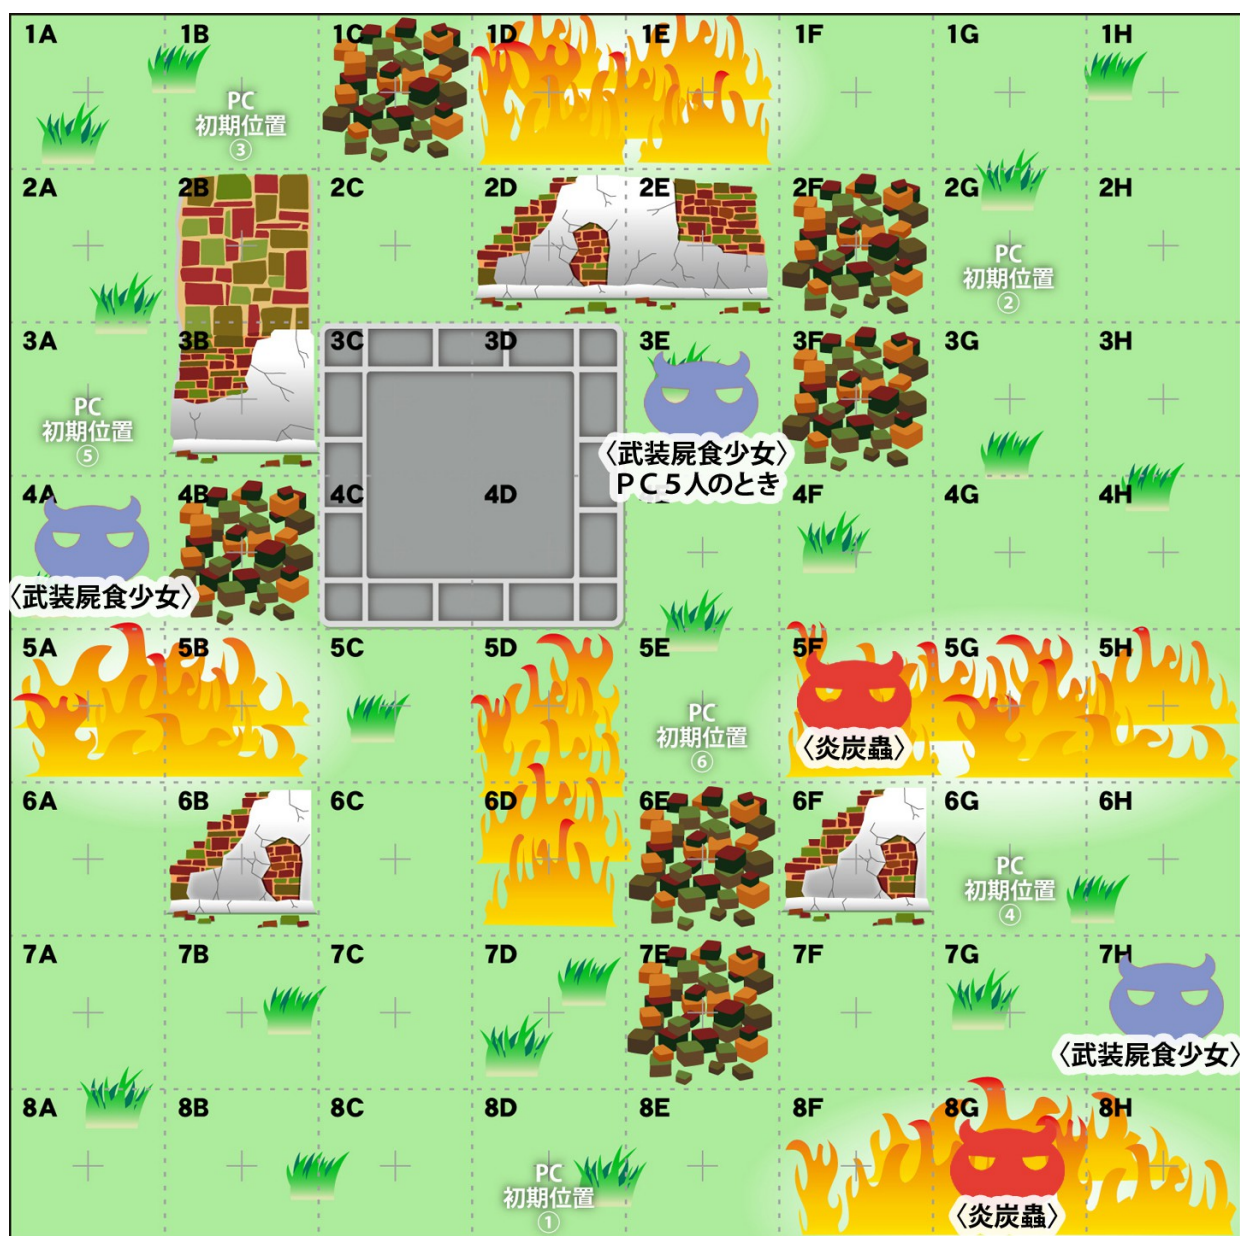 1A
1B
1C
1D
1E
1F
1G
1H
PC
初期位置
③
2A
2B
2C
2D
2E
2F
2G
2H
PC
初期位置
②
3A
3B
3C
3D
3E
3F
3G
3H
PC
初期位置
⑤
〈武装屍食少女〉
PC5人のとき
4A
4B
4C
4D
4F
4G
4H
〈武装屍食少女〉
5A
5B
5C
5D
5E
5F
5G
5H
PC
初期位置
⑥
〈炎炭蟲〉
6A
6B
6C
6D
6E
6F
6G
6H
PC
初期位置
④
7A
7B
7C
7D
7E
7F
7G
7H
〈武装屍食少女〉
8A
8B
8C
8D
8E
8F
8G
8H
PC
初期位置
①
〈炎炭蟲〉